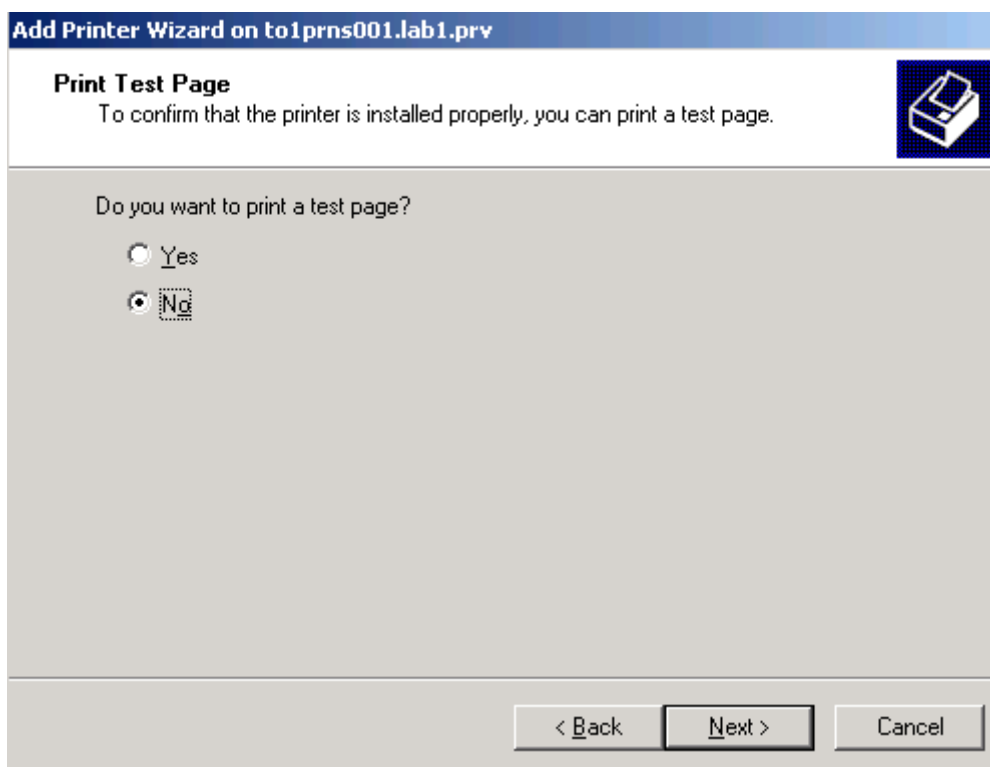 Add Printer Wizard on to1prns001.lab1.prv
Print Test Page
To confirm that the printer is installed properly, you can print a test page.
Do you want to print a test page?
Yes
No
< Back
Next >
Cancel